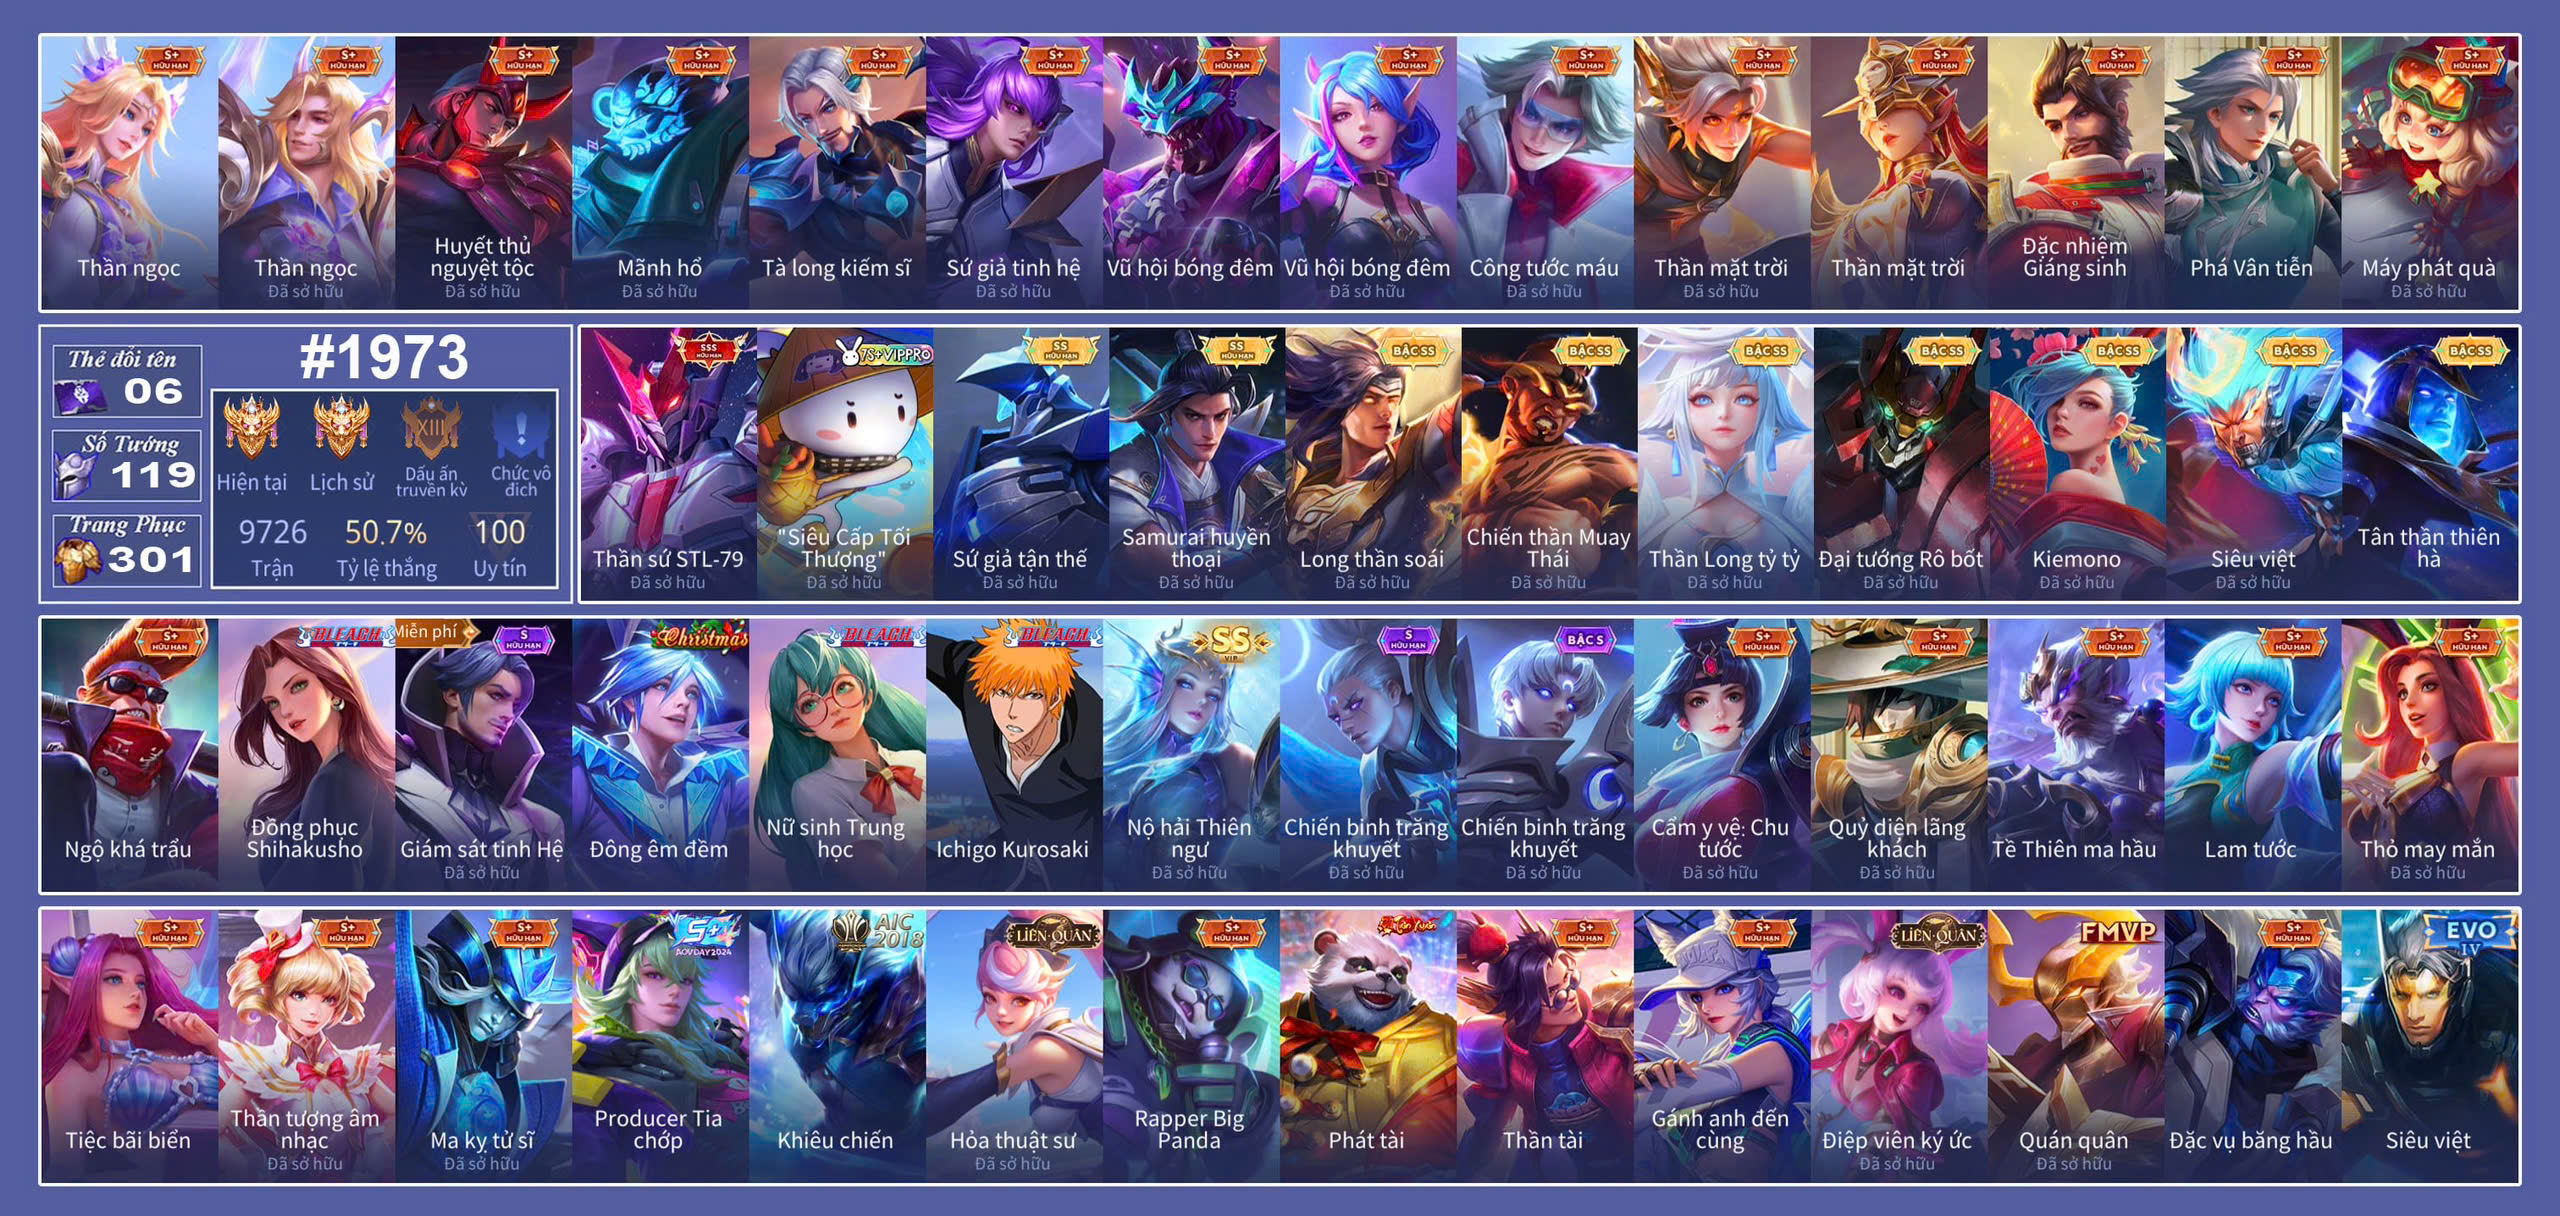 S+ HỮU HẠN
Thần ngọc
S+ HỮU HẠN
Thần ngọc
Đã sở hữu
S+ HỮU HẠN
Huyết thủ
nguyệt tộc
Đã sở hữu
S+ HỮU HẠN
Mãnh hổ
Đã sở hữu
S+ HỮU HẠN
Tà long kiếm sĩ
S+ HỮU HẠN
Sứ giả tinh hệ
Đã sở hữu
S+ HỮU HẠN
Vũ hội bóng đêm
S+ HỮU HẠN
Vũ hội bóng đêm
Đã sở hữu
S+ HỮU HẠN
Công tước máu
Đã sở hữu
S+ HỮU HẠN
Thần mặt trời
Đã sở hữu
S+ HỮU HẠN
Thần mặt trời
S+ HỮU HẠN
Đặc nhiệm
Giáng sinh
S+ HỮU HẠN
Phá Vân tiễn
S+ HỮU HẠN
Máy phát quà
Đã sở hữu
Thẻ đổi tên
06
Số Tướng
119
Trang Phục
301
#1973
XIII
Hiện tại
Lịch sử
Dấu ấn
truyền kỳ
Chức vô
địch
9726
Trận
50.7%
Tỷ lệ thắng
100
Uy tín
SSS HỮU HẠN
Thần sứ STL-79
Đã sở hữu
7S+VIPPRO
"Siêu Cấp Tối
Thượng"
Đã sở hữu
SS HỮU HẠN
Sứ giả tận thế
Đã sở hữu
SS HỮU HẠN
Samurai huyền
thoại
Đã sở hữu
BẬC SS
Long thần soái
Đã sở hữu
BẬC SS
Chiến thần Muay
Thái
Đã sở hữu
BẬC SS
Thần Long tỷ tỷ
Đã sở hữu
BẬC SS
Đại tướng Rô bốt
Đã sở hữu
BẬC SS
Kiemono
Đã sở hữu
BẬC SS
Siêu việt
Đã sở hữu
BẬC SS
Tân thần thiên
hà
S+ HỮU HẠN
Ngộ khá trẩu
BLEACH
Đồng phục
Shihakusho
Miễn phí
S HỮU HẠN
Giám sát tinh Hệ
Đã sở hữu
Christmas
Đông êm đềm
BLEACH
Nữ sinh Trung
học
BLEACH
Ichigo Kurosaki
SS VIP
Nộ hải Thiên
ngư
Đã sở hữu
S HỮU HẠN
Chiến binh trăng
khuyết
Đã sở hữu
BẬC S
Chiến binh trăng
khuyết
Đã sở hữu
S+ HỮU HẠN
Cẩm y vệ: Chu
tước
Đã sở hữu
S+ HỮU HẠN
Quỷ diện lãng
khách
Đã sở hữu
S+ HỮU HẠN
Tề Thiên ma hầu
S+ HỮU HẠN
Lam tước
S+ HỮU HẠN
Thỏ may mắn
Đã sở hữu
S+ HỮU HẠN
Tiệc bãi biển
S+ HỮU HẠN
Thần tượng âm
nhạc
Đã sở hữu
S+ HỮU HẠN
Ma kỵ tử sĩ
Đã sở hữu
S+
AOVDAY2024
Producer Tia
chớp
AIC
2018
Khiêu chiến
LIÊN QUÂN
Hỏa thuật sư
Đã sở hữu
S+ HỮU HẠN
Rapper Big
Panda
Phát tài
S+ HỮU HẠN
Thần tài
S+ HỮU HẠN
Gánh anh đến
cùng
LIÊN QUÂN
Điệp viên ký ức
Đã sở hữu
FMVP
Quán quân
Đã sở hữu
S+ HỮU HẠN
Đặc vụ băng hầu
EVO
IV
Siêu việt